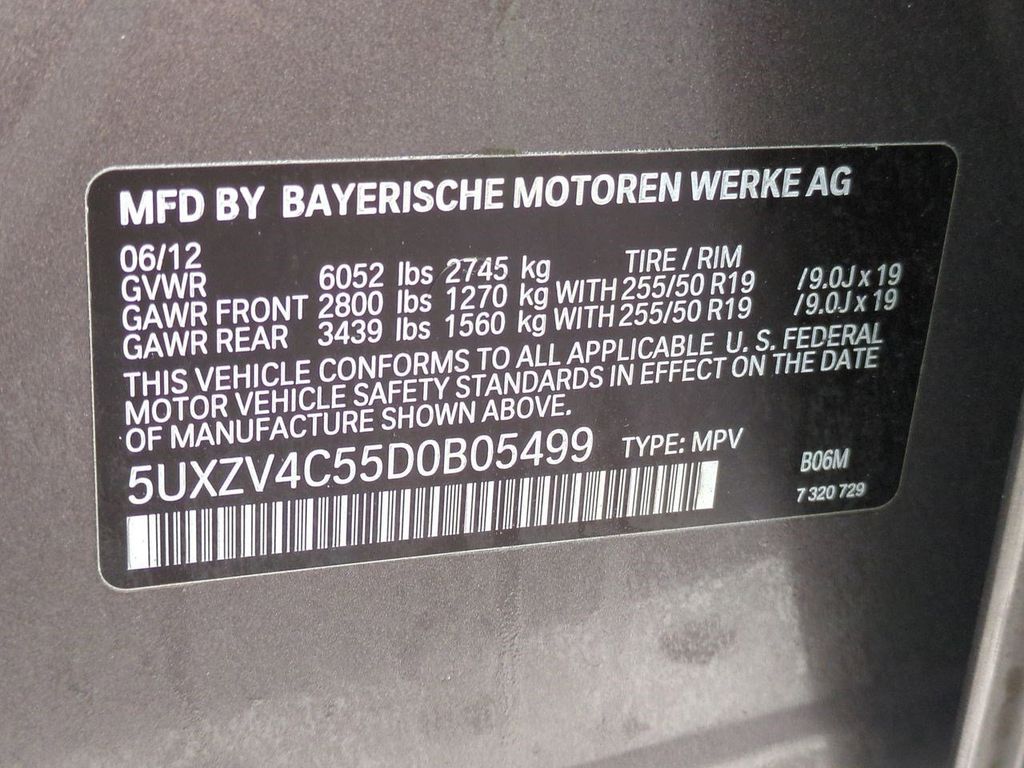 MFD BY BAYERISCHE MOTOREN WERKE AG
06/12 TIRE / RIM
GVWR 6052 lbs 2745 kg
GAWR FRONT 2800 lbs 1270 kg WITH 255/50 R19 /9.0J x 19
GAWR REAR 3439 lbs 1560 kg WITH 255/50 R19 /9.0J x 19
THIS VEHICLE CONFORMS TO ALL APPLICABLE U. S. FEDERAL
MOTOR VEHICLE SAFETY STANDARDS IN EFFECT ON THE DATE
OF MANUFACTURE SHOWN ABOVE.
5UXZV4C55D0B05499 TYPE: MPV
B06M
7 320 729